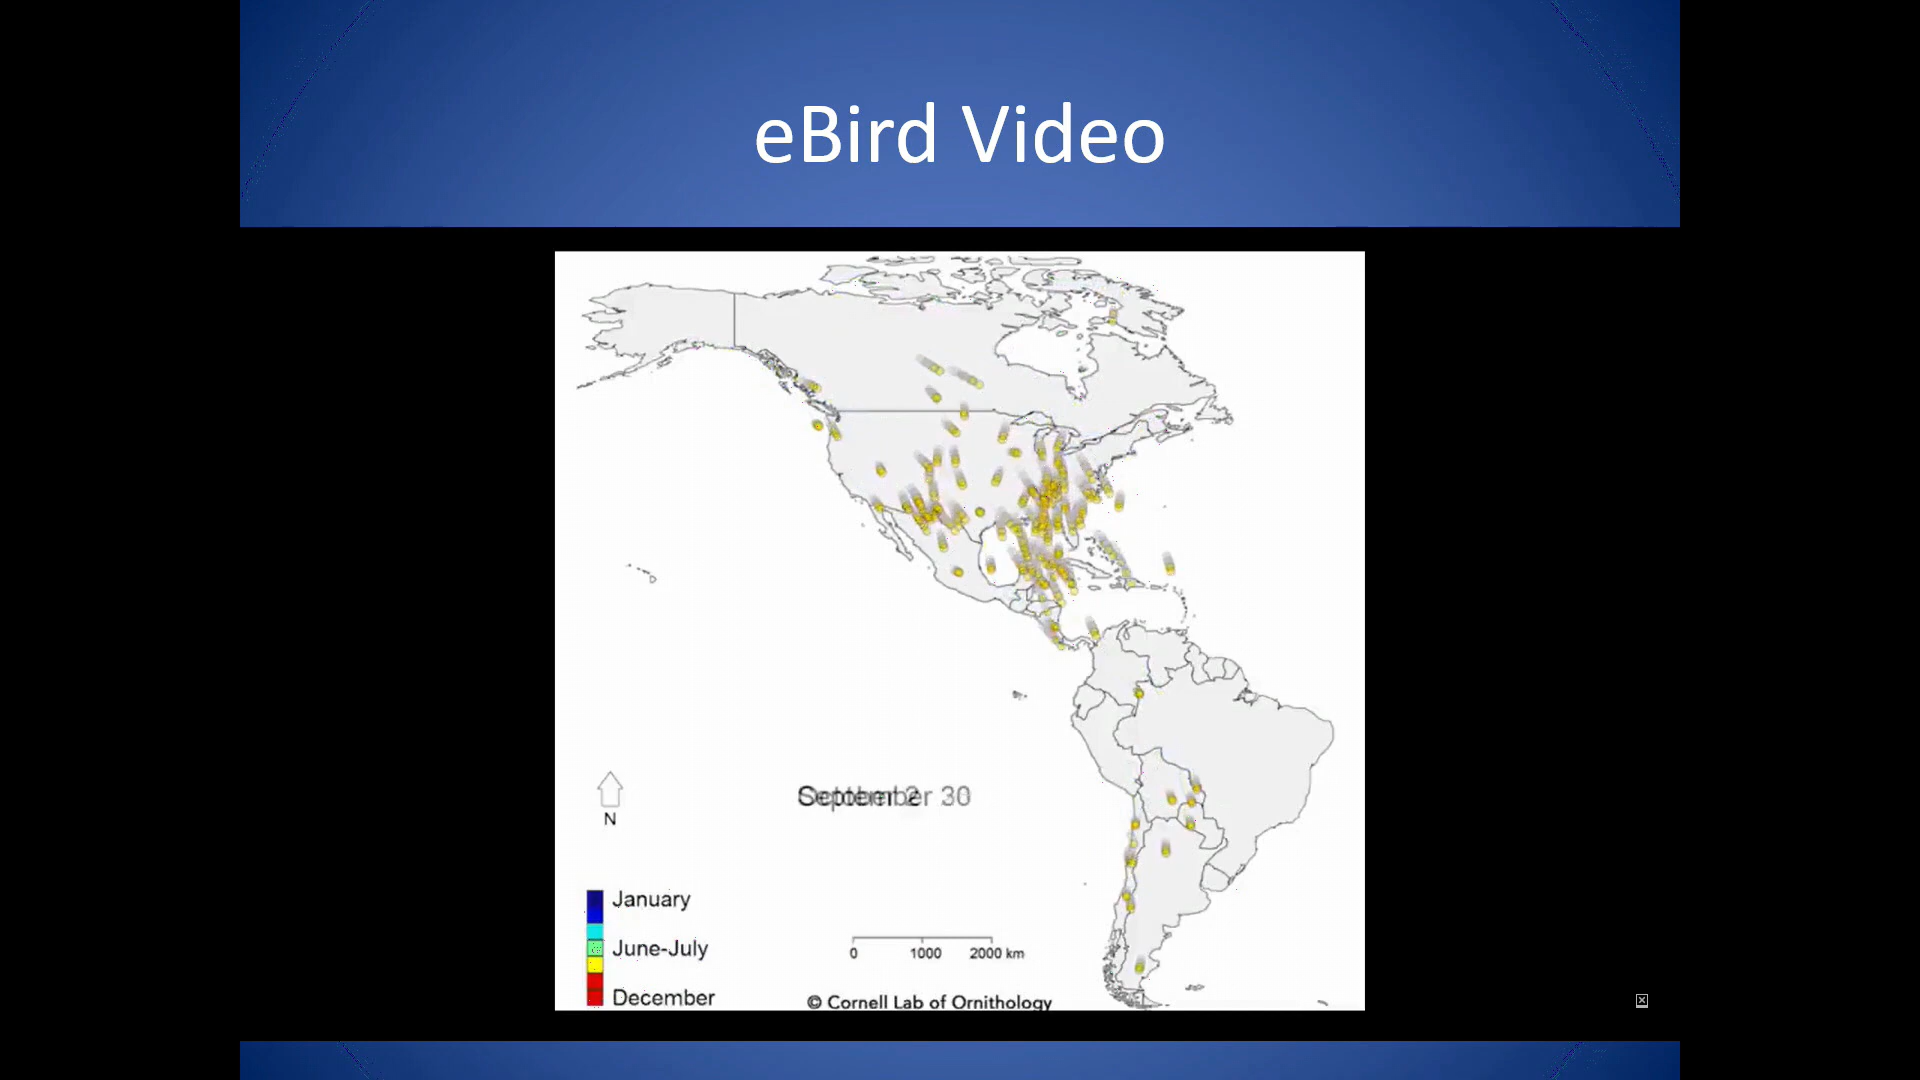 eBird Video
September 30
N
January
June-July
December
0 1000 2000 km
© Cornell Lab of Ornithology